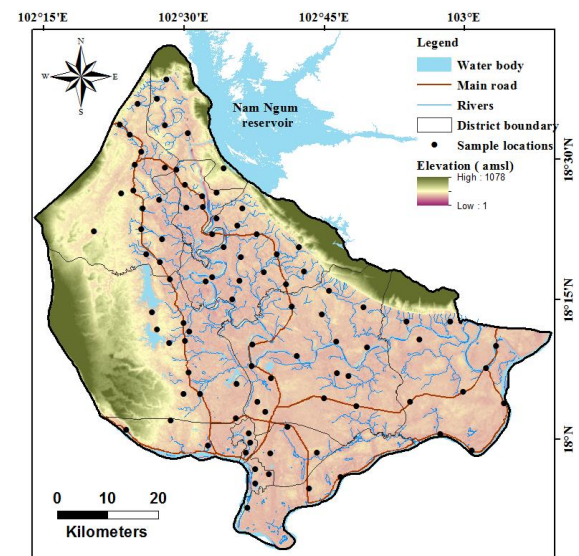 102°15'E 102°30'E 102°45'E 103°E
N
W E
S
Nam Ngum
reservoir
Legend
Water body
Main road
Rivers
District boundary
Sample locations
Elevation ( amsl)
High : 1078
Low : 1
18°30'N
18°15'N
18°N
0 10 20
Kilometers